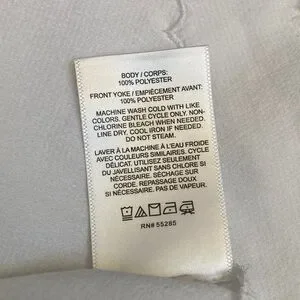 BODY / CORPS:
100% POLYESTER
FRONT YOKE / EMPIÈCEMENT AVANT:
100% POLYESTER
MACHINE WASH COLD WITH LIKE
COLORS. GENTLE CYCLE ONLY NON-
CHLORINE BLEACH WHEN NEEDED.
LINE DRY, COOL IRON IF NEEDED.
DO NOT STEAM.
LAVER À LA MACHINE À L'EAU FROIDE
AVEC COULEURS SIMILAIRES. CYCLE
DÉLICAT. UTILISEZ SEULEMENT
DU JAVELLISANT SANS CHLORE SI
NÉCESSAIRE. SÉCHAGE SUR CORDE.
REPASSAGE DOUX SI
NÉCESSAIRE. PAS DE VAPEUR.
RN# 55285